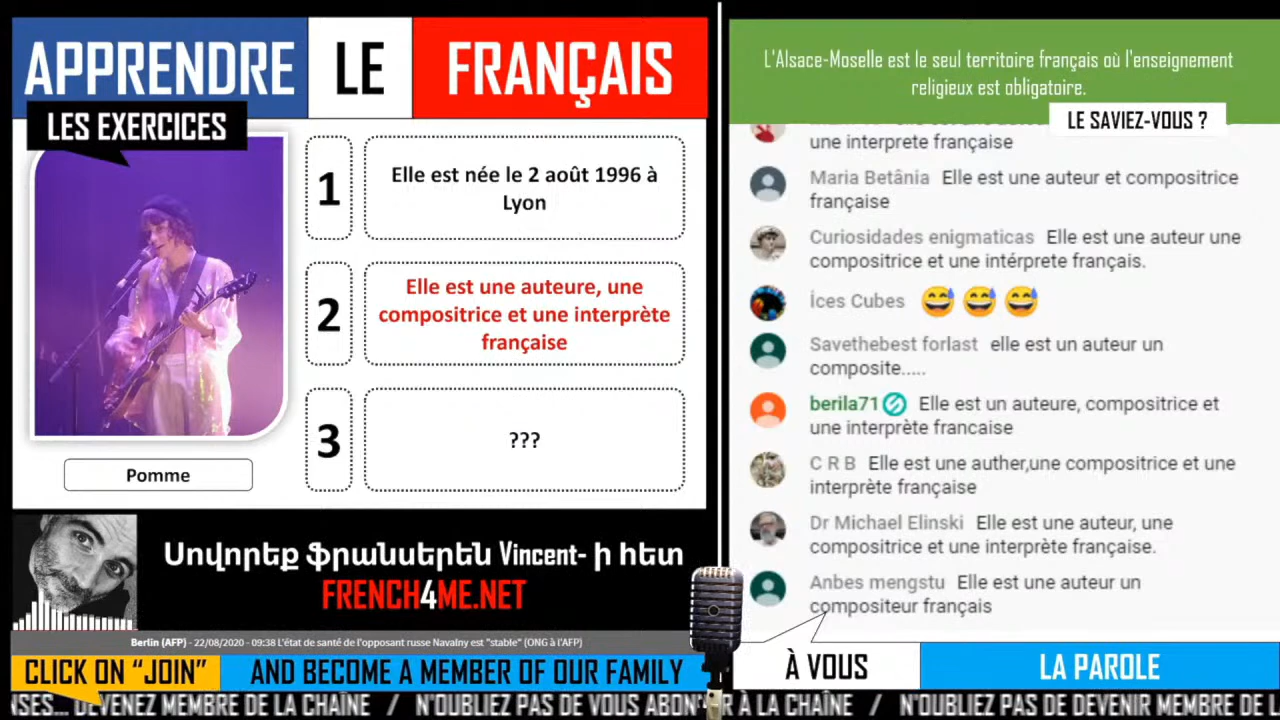 APPRENDRE LE FRANÇAIS
LES EXERCICES
1
Elle est née le 2 août 1996 à
Lyon
2
Elle est une auteure, une
compositrice et une interprète
française
3
???
Pomme
Սովորեք ֆրանսերեն Vincent- ի հետ
FRENCH4ME.NET
Berlin (AFP) - 22/08/2020 - 09:38 L'état de santé de l'opposant russe Navalny est "stable" (ONG à l'AFP)
CLICK ON “JOIN” AND BECOME A MEMBER OF OUR FAMILY
L'Alsace-Moselle est le seul territoire français où l'enseignement
religieux est obligatoire.
LE SAVIEZ-VOUS ?
une interprete française
Maria Betânia Elle est une auteur et compositrice
française
Curiosidades enigmaticas Elle est une auteur une
compositrice et une intérprete français.
İces Cubes 😅 😅 😅
Savethebest forlast elle est un auteur un
composite.....
berila71 Elle est un auteure, compositrice et
une interprète francaise
C R B Elle est une auther,une compositrice et une
interprète française
Dr Michael Elinski Elle est une auteur, une
compositrice et une interprète française.
Anbes mengstu Elle est une auteur un
compositeur français
À VOUS LA PAROLE
DEVENEZ MEMBRE DE LA CHAÎNE / N'OUBLIEZ PAS DE VOUS ABONNER À LA CHAÎNE / N'OUBLIEZ PAS DE DEVENIR MEMBRE DE